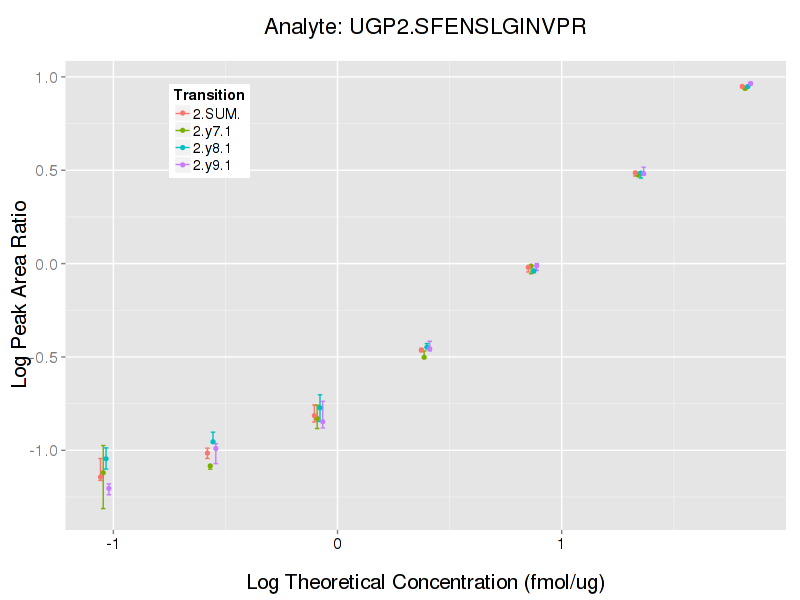 Analyte: UGP2.SFENSLGINVPR
1.0
Transition
2.SUM.
2.y7.1
2.y8.1
2.y9.1
0.5
0.0
-0.5
-1.0
Log Peak Area Ratio
-1
0
1
Log Theoretical Concentration (fmol/ug)